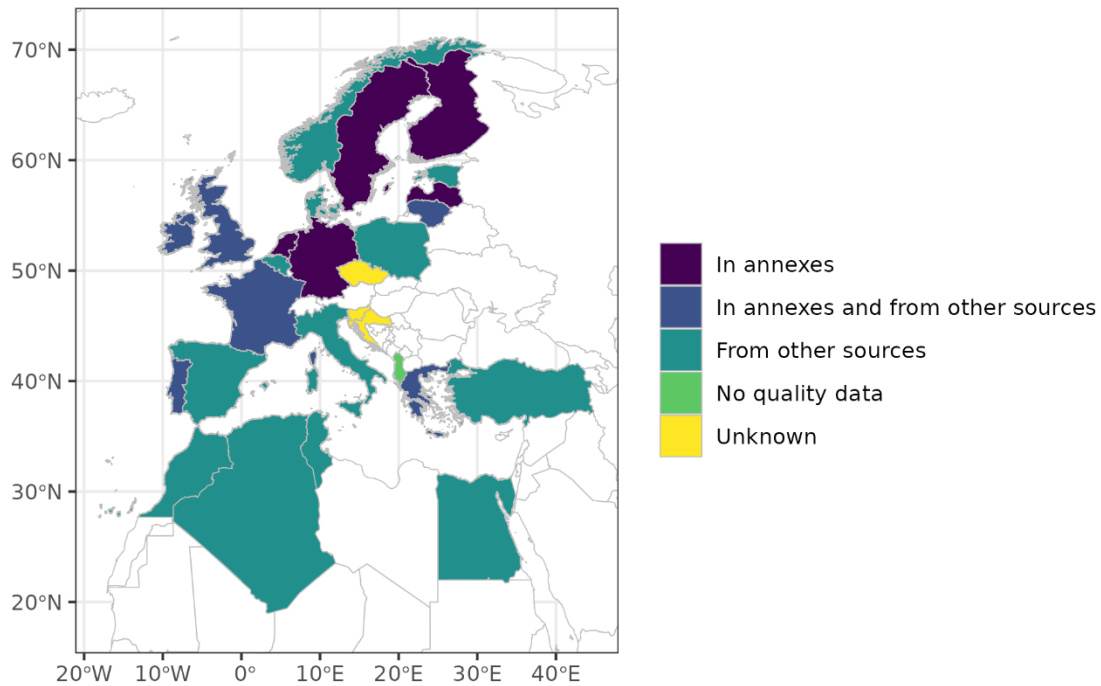 70°N
60°N
50°N
40°N
30°N
20°N
20°W 10°W 0° 10°E 20°E 30°E 40°E
In annexes
In annexes and from other sources
From other sources
No quality data
Unknown